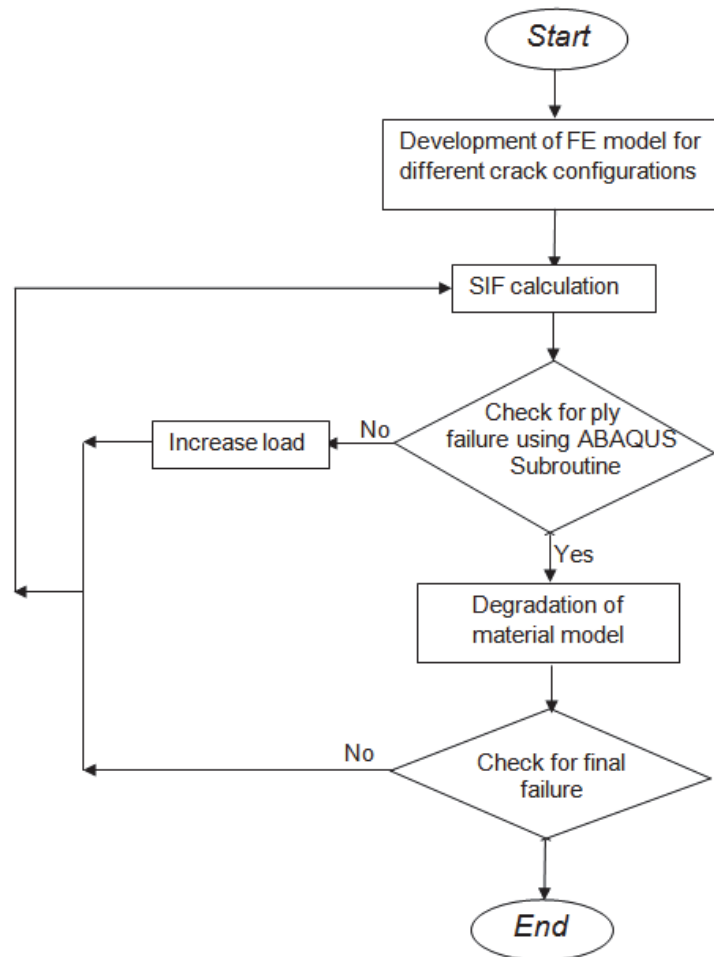 Start
Development of FE model for
different crack configurations
SIF calculation
Check for ply
failure using ABAQUS
Subroutine
No
Increase load
Yes
Degradation of
material model
No
Check for final
failure
End